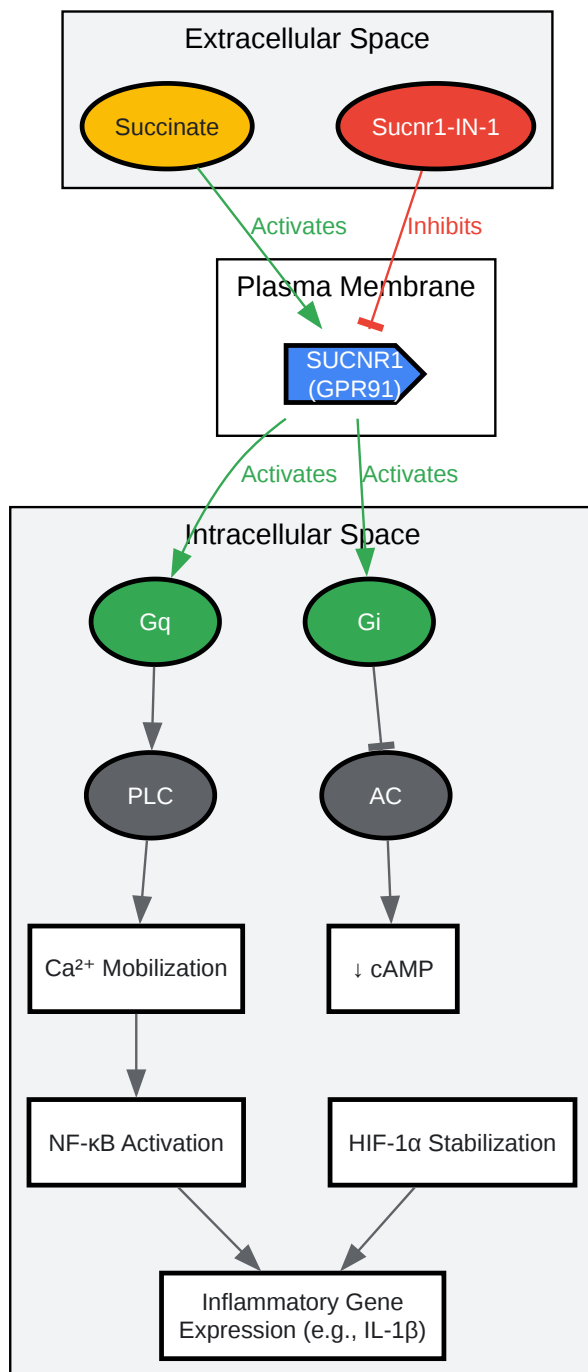 Extracellular Space
Succinate
Sucnr1-IN-1
Activates
Inhibits
Plasma Membrane
SUCNR1
(GPR91)
Activates
Activates
Intracellular Space
Gq
Gi
PLC
AC
Ca²⁺ Mobilization
↓ cAMP
NF-κB Activation
HIF-1α Stabilization
Inflammatory Gene
Expression (e.g., IL-1β)